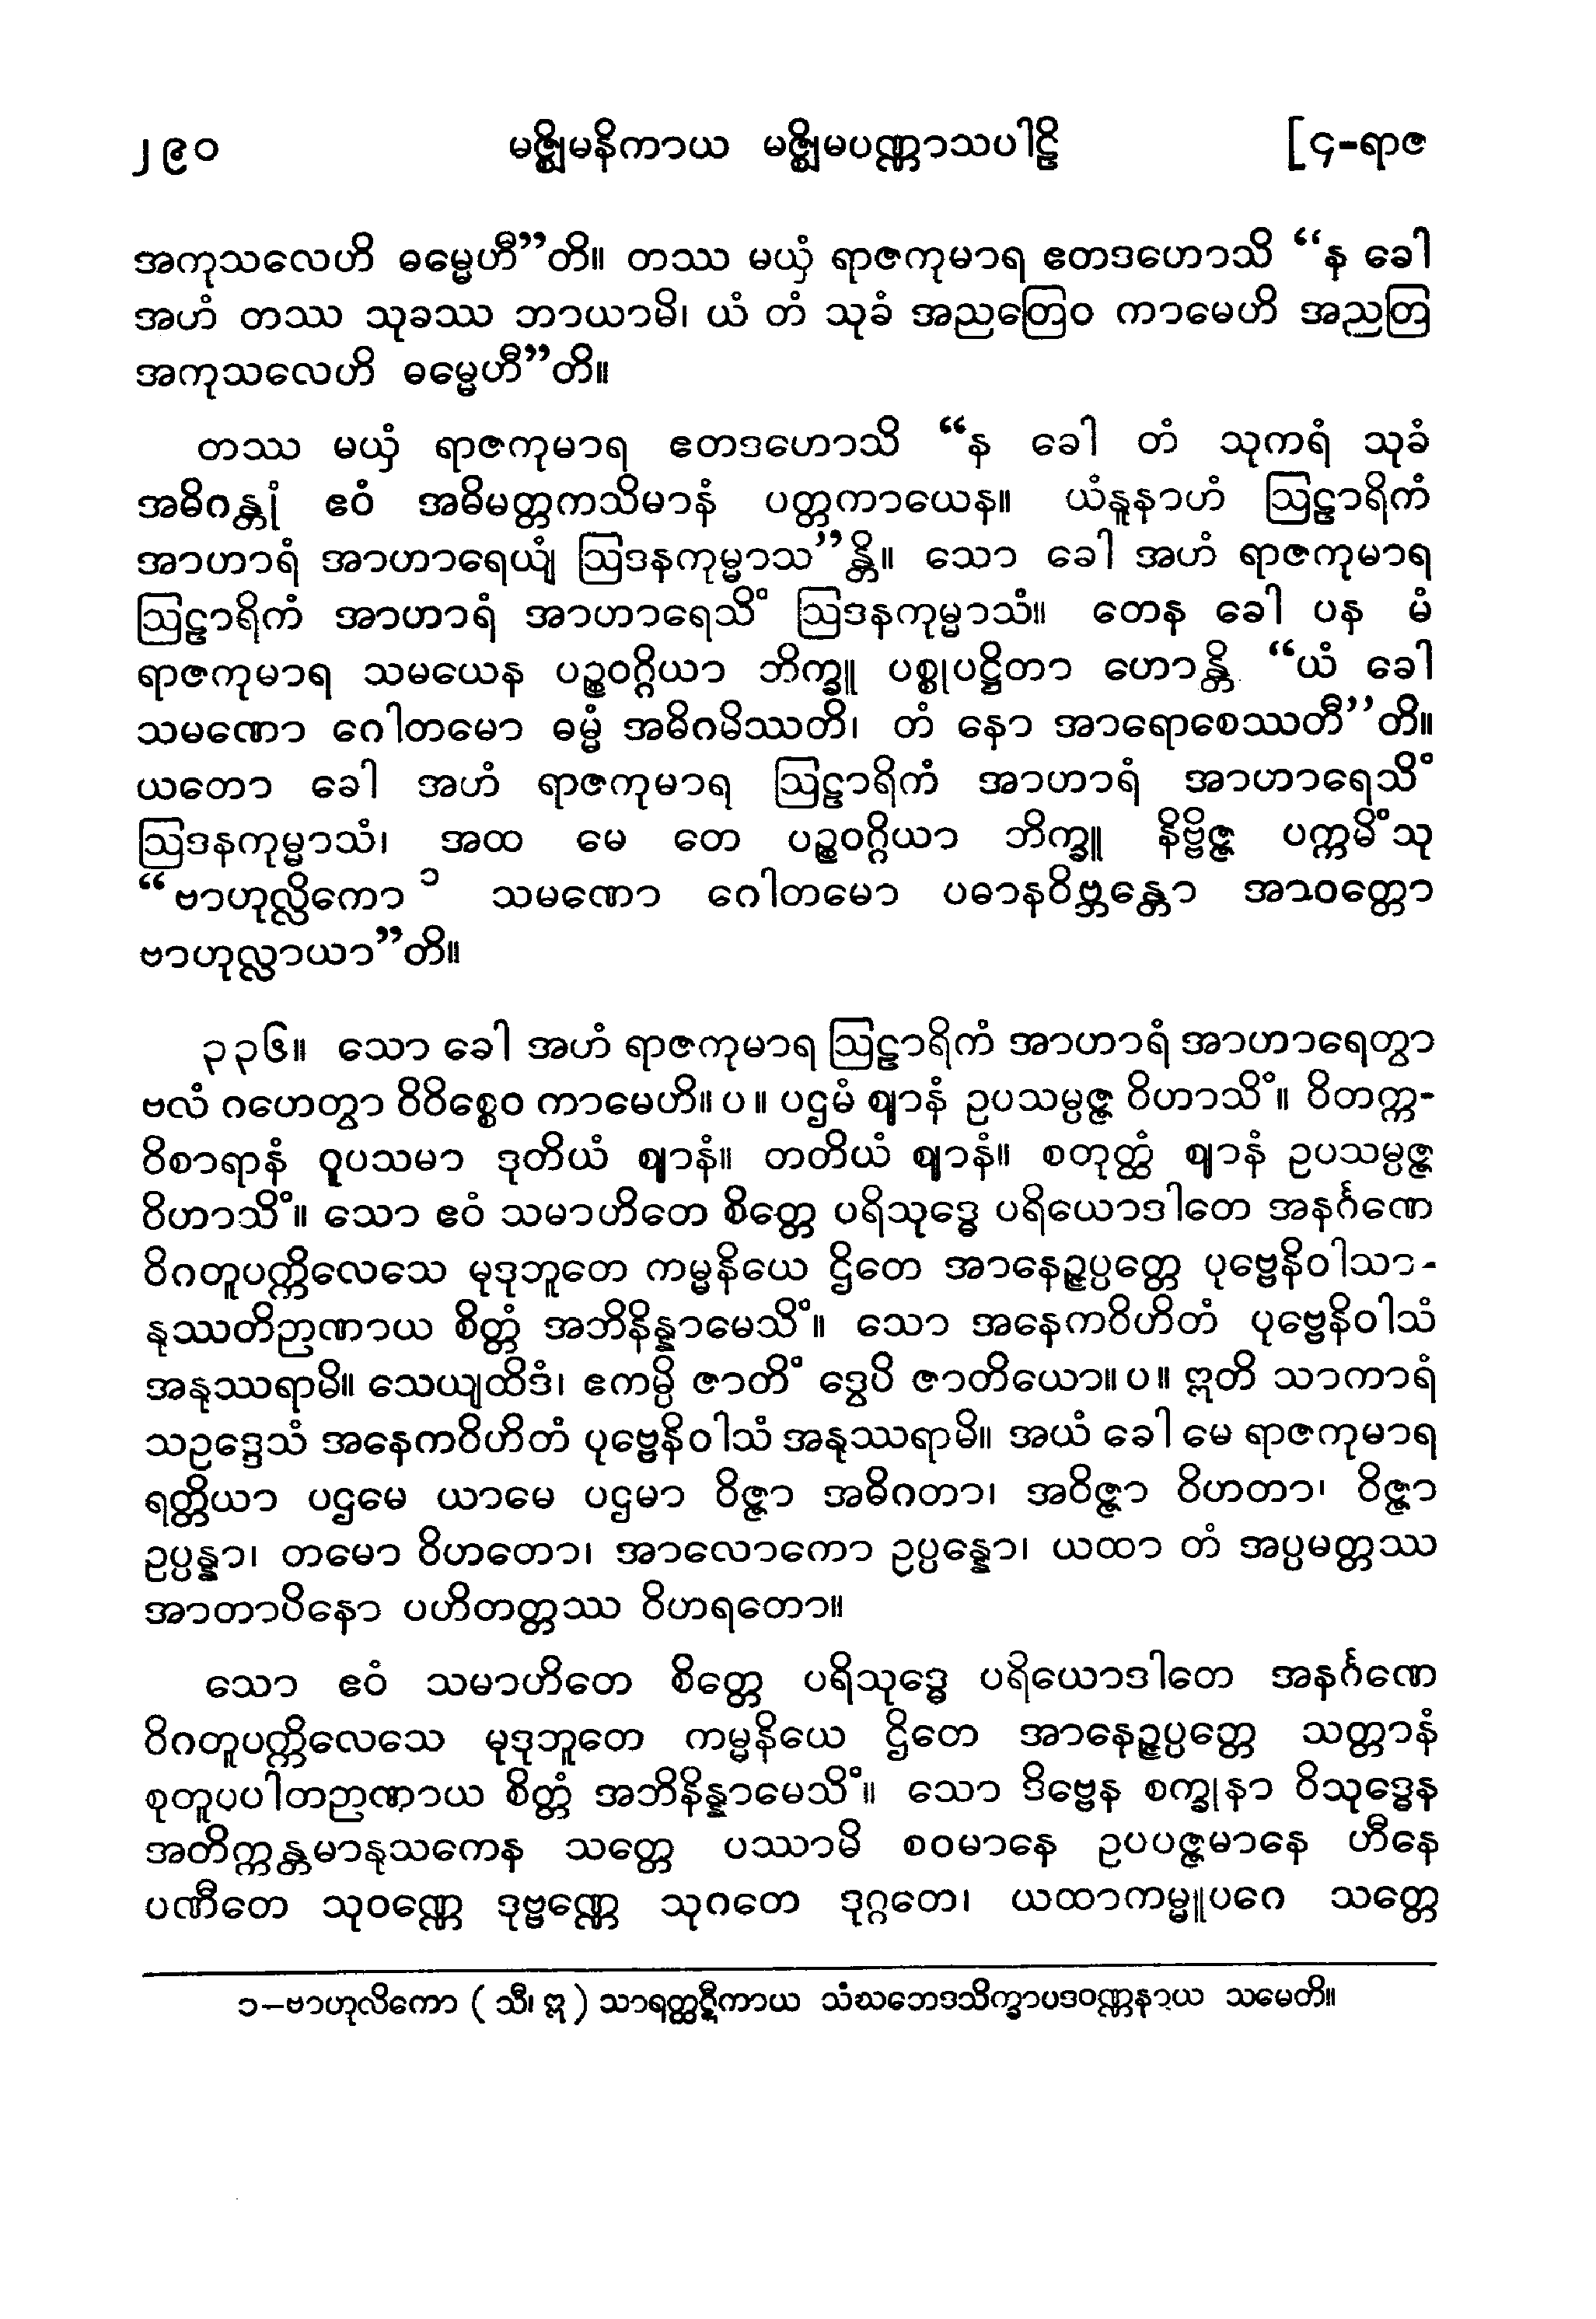 ၂၉၀ မဇ္ဈိမနိကာယ မဇ္ဈိမပဏ္ဏာသပါဠိ [၄-ရာဇ
အကုသလေဟိ ဓမ္မေဟီ”တိ။ တဿ မယှံ ရာဇကုမာရ ဧတဒဟောသိ “န ခေါ
အဟံ တဿ သုခဿ ဘာယာမိ၊ ယံ တံ သုခံ အညတြေဝ ကာမေဟိ အညတြ
အကုသလေဟိ ဓမ္မေဟီ”တိ။
တဿ မယှံ ရာဇကုမာရ ဧတဒဟောသိ “န ခေါ တံ သုကရံ သုခံ
အဓိဂန္တုံ ဧဝံ အဓိမတ္တကသိမာနံ ပတ္တကာယေန။ ယံနူနာဟံ ဩဠာရိကံ
အာဟာရံ အာဟာရေယျံ ဩဒနကုမ္မာသ”န္တိ။ သော ခေါ အဟံ ရာဇကုမာရ
ဩဠာရိကံ အာဟာရံ အာဟာရေသိံ ဩဒနကုမ္မာသံ။ တေန ခေါ ပန မံ
ရာဇကုမာရ သမယေန ပဉ္စဝဂ္ဂိယာ ဘိက္ခူ ပစ္စုပဋ္ဌိတာ ဟောန္တိ “ယံ ခေါ
သမဏော ဂေါတမော ဓမ္မံ အဓိဂမိဿတိ၊ တံ နော အာရောစေဿတီ”တိ။
ယတော ခေါ အဟံ ရာဇကုမာရ ဩဠာရိကံ အာဟာရံ အာဟာရေသိံ
ဩဒနကုမ္မာသံ၊ အထ မေ တေ ပဉ္စဝဂ္ဂိယာ ဘိက္ခူ နိဗ္ဗိဇ္ဇ ပက္ကမိံသု
“ဗာဟုလ္လိကော ၁ သမဏော ဂေါတမော ပဓာနဝိဗ္ဘန္တော အာဝတ္တော
ဗာဟုလ္လာယာ”တိ။
၃၃၆။ သော ခေါ အဟံ ရာဇကုမာရ ဩဠာရိကံ အာဟာရံ အာဟာရေတွာ
ဗလံ ဂဟေတွာ ဝိဝိစ္စေဝ ကာမေဟိ။ ပ ။ ပဌမံ ဈာနံ ဥပသမ္ပဇ္ဇ ဝိဟာသိံ။ ဝိတက္က-
ဝိစာရာနံ ဝူပသမာ ဒုတိယံ ဈာနံ။ တတိယံ ဈာနံ။ စတုတ္ထံ ဈာနံ ဥပသမ္ပဇ္ဇ
ဝိဟာသိံ။ သော ဧဝံ သမာဟိတေ စိတ္တေ ပရိသုဒ္ဓေ ပရိယောဒါတေ အနင်္ဂဏေ
ဝိဂတူပက္ကိလေသေ မုဒုဘူတေ ကမ္မနိယေ ဌိတေ အာနေဉ္ဇပ္ပတ္တေ ပုဗ္ဗေနိဝါသာ-
နုဿတိဉာဏာယ စိတ္တံ အဘိနိန္နာမေသိံ။ သော အနေကဝိဟိတံ ပုဗ္ဗေနိဝါသံ
အနုဿရာမိ။ သေယျထိဒံ၊ ဧကမ္ပိ ဇာတိံ ဒွေပိ ဇာတိယော။ ပ။ ဣတိ သာကာရံ
သဥဒ္ဒေသံ အနေကဝိဟိတံ ပုဗ္ဗေနိဝါသံ အနုဿရာမိ။ အယံ ခေါ မေ ရာဇကုမာရ
ရတ္တိယာ ပဌမေ ယာမေ ပဌမာ ဝိဇ္ဇာ အဓိဂတာ၊ အဝိဇ္ဇာ ဝိဟတာ၊ ဝိဇ္ဇာ
ဥပ္ပန္နာ၊ တမော ဝိဟတော၊ အာလောကော ဥပ္ပန္နော၊ ယထာ တံ အပ္ပမတ္တဿ
အာတာပိနော ပဟိတတ္တဿ ဝိဟရတော။
သော ဧဝံ သမာဟိတေ စိတ္တေ ပရိသုဒ္ဓေ ပရိယောဒါတေ အနင်္ဂဏေ
ဝိဂတူပက္ကိလေသေ မုဒုဘူတေ ကမ္မနိယေ ဌိတေ အာနေဉ္ဇပ္ပတ္တေ သတ္တာနံ
စုတူပပါတဉာဏာယ စိတ္တံ အဘိနိန္နာမေသိံ။ သော ဒိဗ္ဗေန စက္ခုနာ ဝိသုဒ္ဓေန
အတိက္ကန္တမာနုသကေန သတ္တေ ပဿာမိ စဝမာနေ ဥပပဇ္ဇမာနေ ဟီနေ
ပဏီတေ သုဝဏ္ဏေ ဒုဗ္ဗဏ္ဏေ သုဂတေ ဒုဂ္ဂတေ၊ ယထာကမ္မူပဂေ သတ္တေ
၁-ဗာဟုလိကော (သီ၊ ဣ) သာရတ္ထဋီကာယ သံဃဘေဒသိက္ခာပဒဝဏ္ဏနာယ သမေတိ။